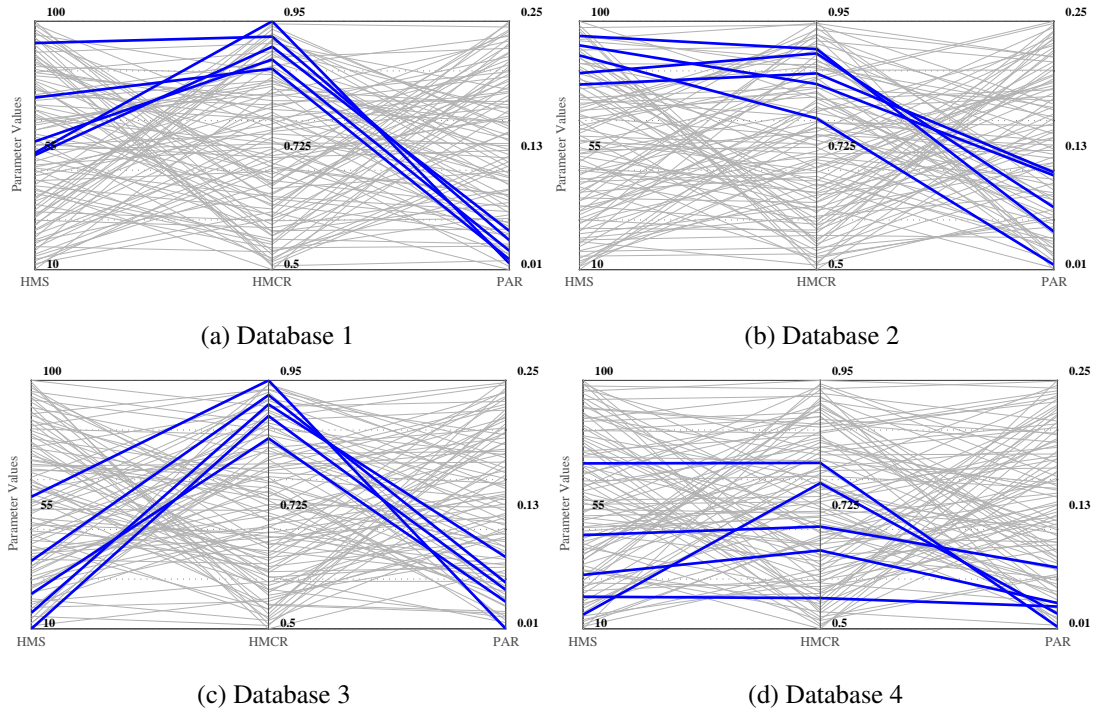 100 0.95 0.25
Parameter Values
55 0.725 0.13
10 0.5 0.01
HMS HMCR PAR
(a) Database 1
100 0.95 0.25
Parameter Values
55 0.725 0.13
10 0.5 0.01
HMS HMCR PAR
(b) Database 2
100 0.95 0.25
Parameter Values
55 0.725 0.13
10 0.5 0.01
HMS HMCR PAR
(c) Database 3
100 0.95 0.25
Parameter Values
55 0.725 0.13
10 0.5 0.01
HMS HMCR PAR
(d) Database 4